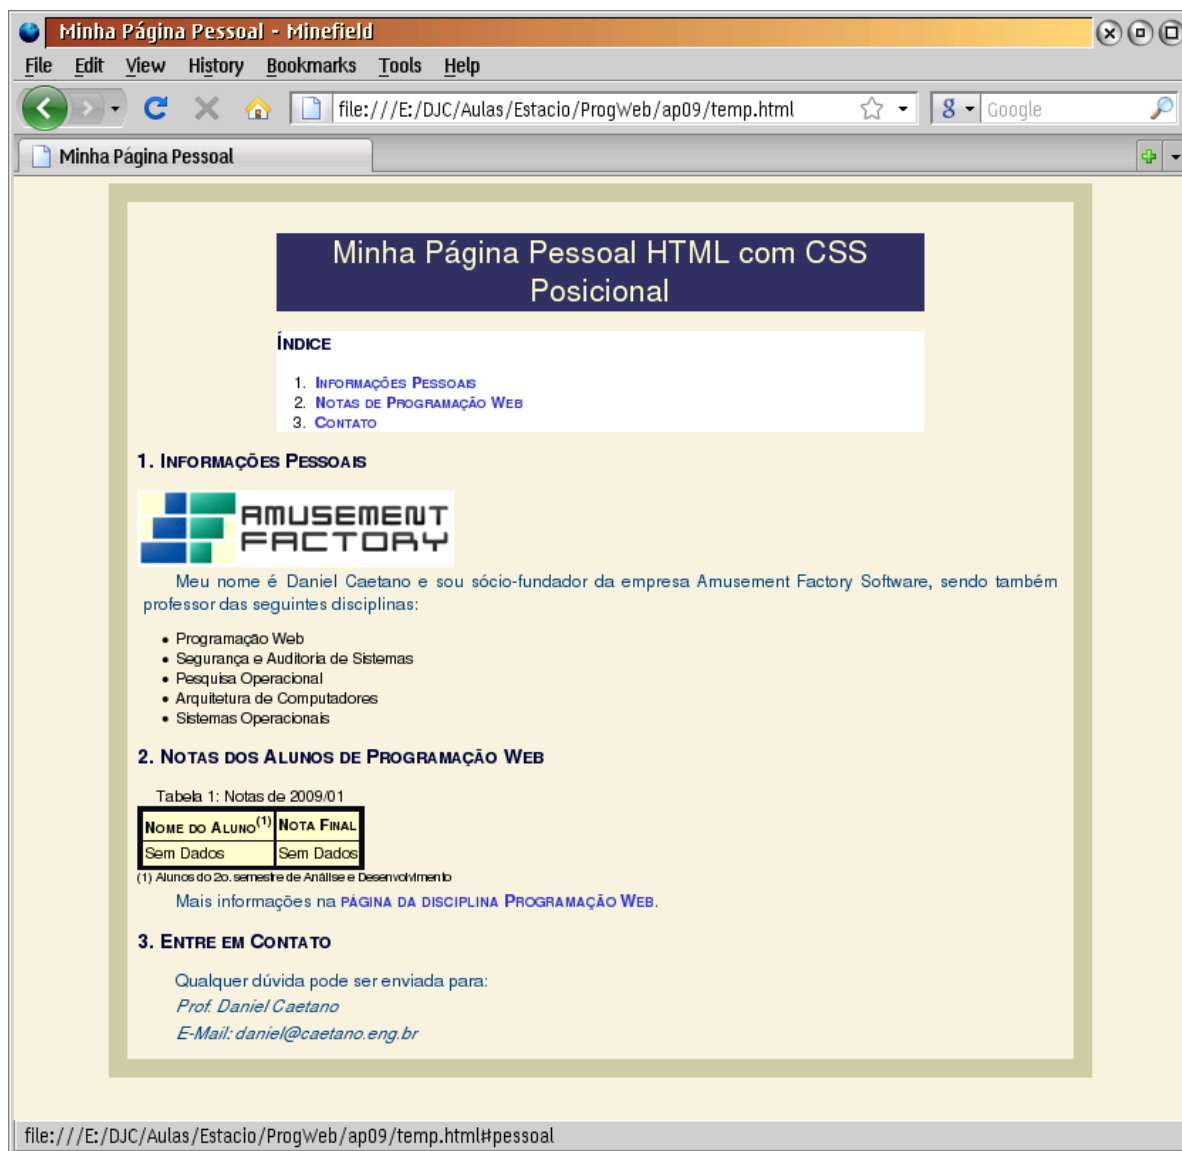 Minha Página Pessoal - Minefield
File Edit View History Bookmarks Tools Help
file:///E:/DJC/Aulas/Estacio/ProgWeb/ap09/temp.html 8 Google
Minha Página Pessoal
Minha Página Pessoal HTML com CSS
Posicional
ÍNDICE
1. INFORMAÇÕES PESSOAIS
2. NOTAS DE PROGRAMAÇÃO WEB
3. CONTATO
1. INFORMAÇÕES PESSOAIS
AMUSEMENT
FACTORY
Meu nome é Daniel Caetano e sou sócio-fundador da empresa Amusement Factory Software, sendo também
professor das seguintes disciplinas:
• Programação Web
• Segurança e Auditoria de Sistemas
• Pesquisa Operacional
• Arquitetura de Computadores
• Sistemas Operacionais
2. NOTAS DOS ALUNOS DE PROGRAMAÇÃO WEB
Tabela 1: Notas de 2009/01
NOME DO ALUNO(1) NOTA FINAL
Sem Dados Sem Dados
(1) Alunos do 2o. semestre de Análise e Desenvolvimento
Mais informações na PÁGINA DA DISCIPLINA PROGRAMAÇÃO WEB.
3. ENTRE EM CONTATO
Qualquer dúvida pode ser enviada para:
Prof. Daniel Caetano
E-Mail: daniel@caetano.eng.br
file:///E:/DJC/Aulas/Estacio/ProgWeb/ap09/temp.html#pessoal